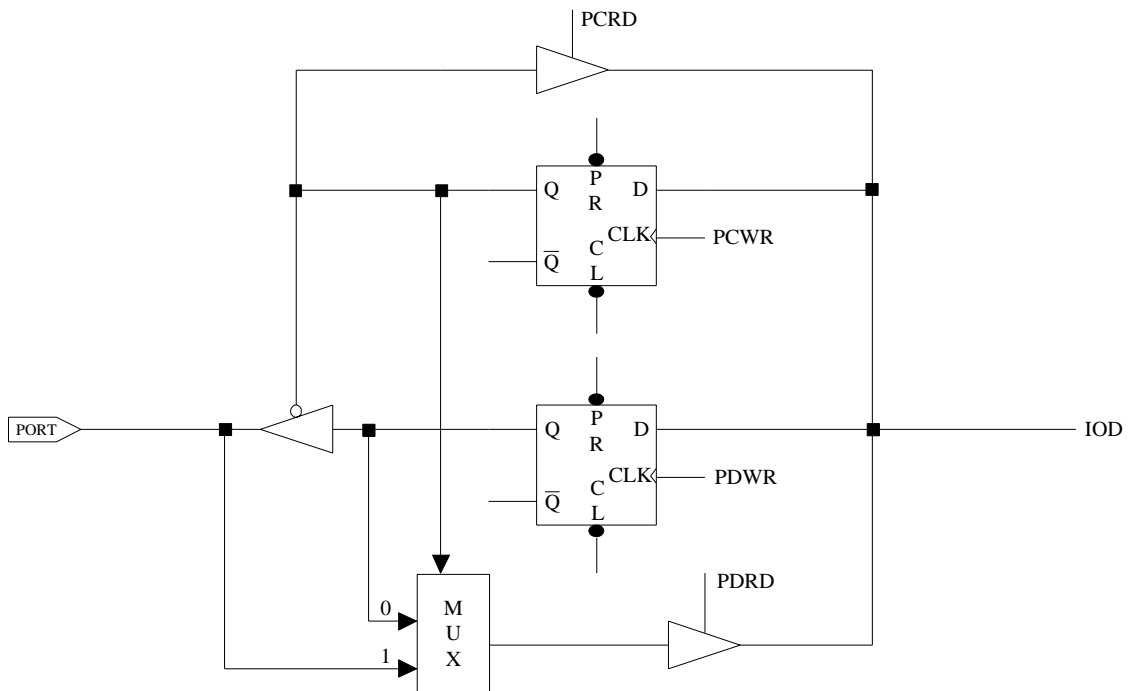 PCRD
Q P R D
CLK PCWR
Q̅ C L
PORT
Q P R D
IOD
CLK PDWR
Q̅ C L
PDRD
0 M U X
1